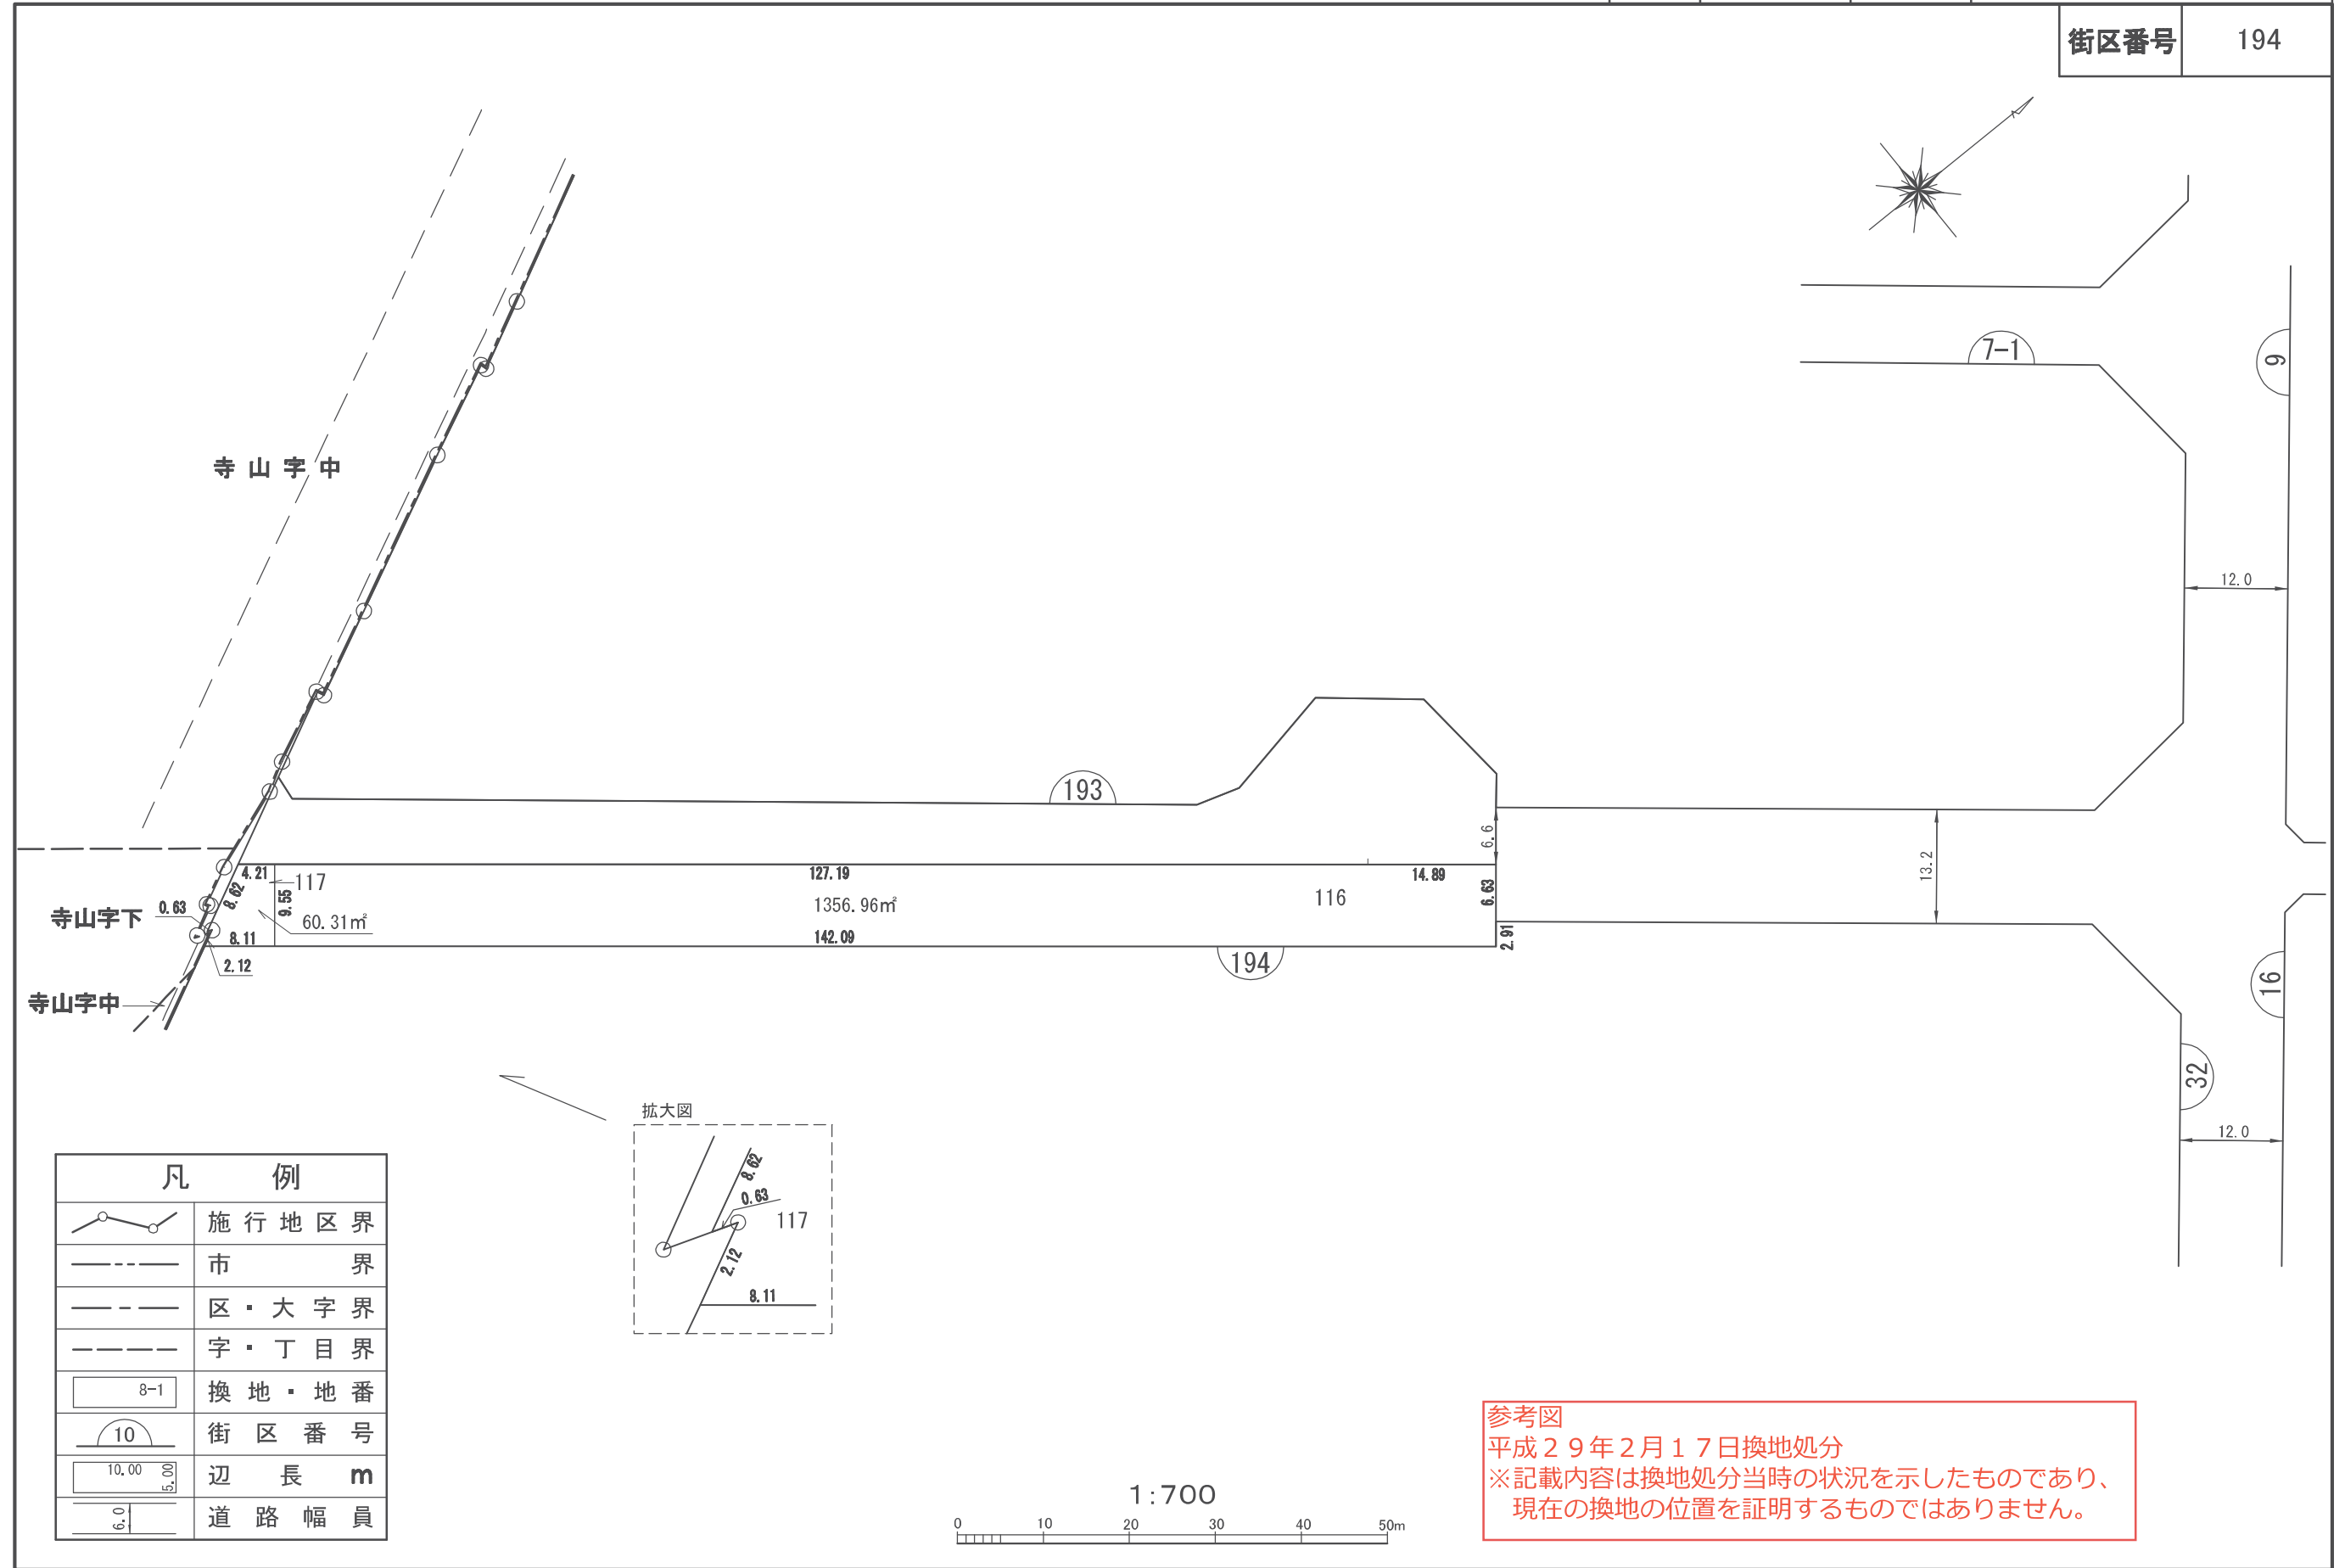 街区番号 194
7-1
9
寺山字中
12.0
193
6.6
13.2
4.21
117
127.19
14.89
8.62
9.55
1356.96㎡
116
6.63
寺山字下
0.63
60.31㎡
8.11
142.09
2.91
2.12
194
16
寺山字中
32
拡大図
12.0
8.62
0.63
117
2.12
8.11
凡例
施行地区界
市界
区・大字界
字・丁目界
8-1 換地・地番
10 街区番号
10.00 5.00 辺長 m
6.0 道路幅員
1:700
0 10 20 30 40 50m
参考図
平成29年2月17日換地処分
※記載内容は換地処分当時の状況を示したものであり、
現在の換地の位置を証明するものではありません。